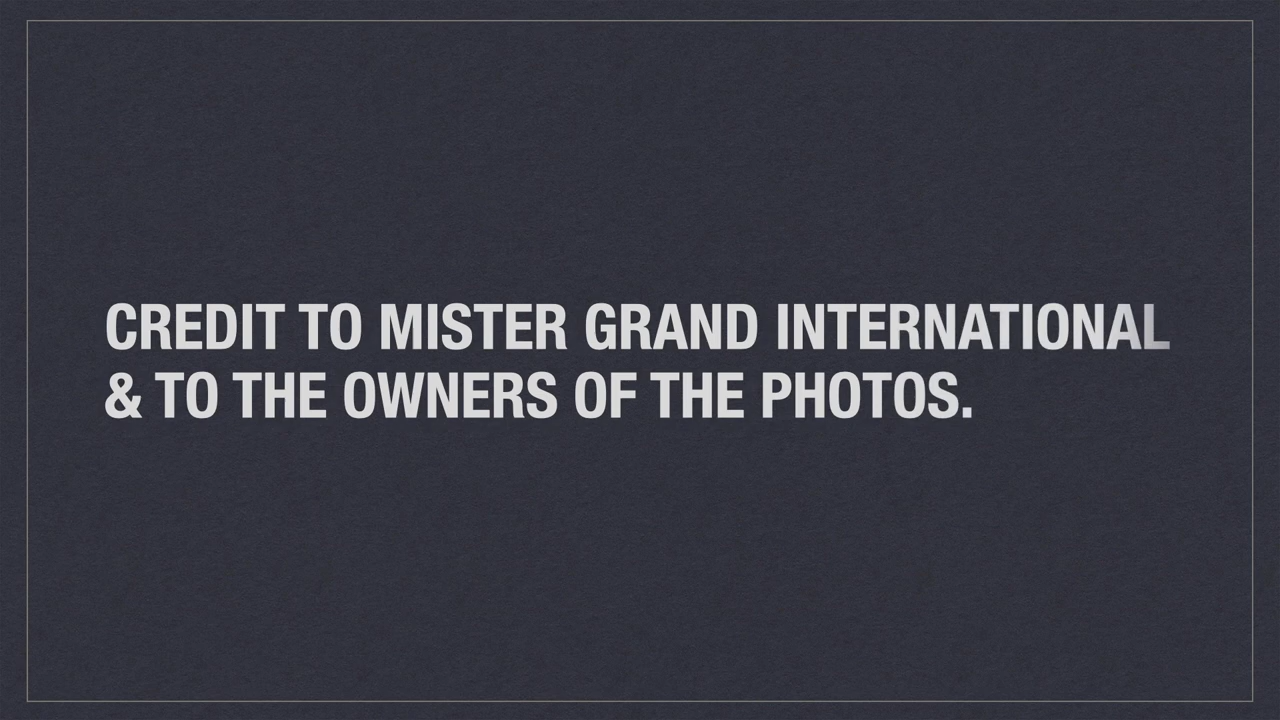 CREDIT TO MISTER GRAND INTERNATIONAL
& TO THE OWNERS OF THE PHOTOS.